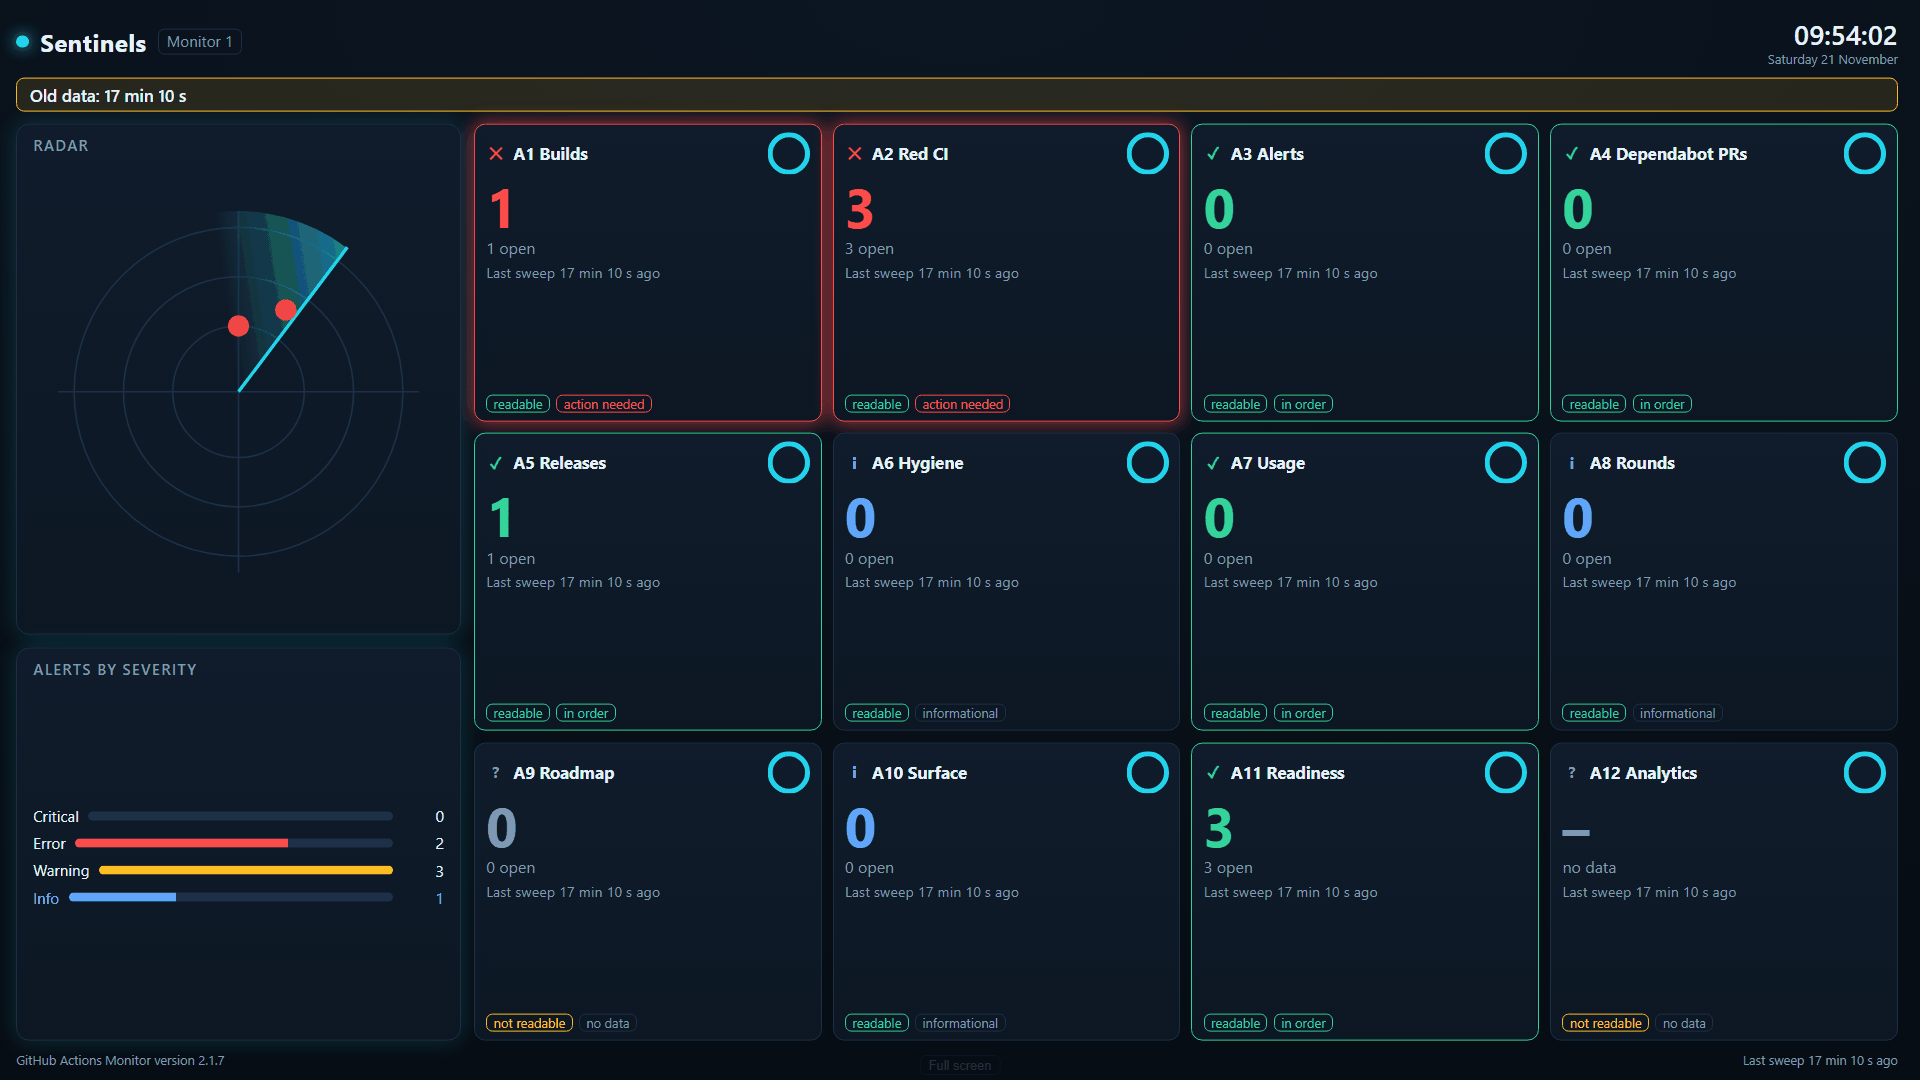 Sentinels
Monitor 1
09:54:02
Saturday 21 November
Old data: 17 min 10 s
RADAR
A1 Builds
1
1 open
Last sweep 17 min 10 s ago
readable
action needed
A2 Red CI
3
3 open
Last sweep 17 min 10 s ago
readable
action needed
A3 Alerts
0
0 open
Last sweep 17 min 10 s ago
readable
in order
A4 Dependabot PRs
0
0 open
Last sweep 17 min 10 s ago
readable
in order
A5 Releases
1
1 open
Last sweep 17 min 10 s ago
readable
in order
i A6 Hygiene
0
0 open
Last sweep 17 min 10 s ago
readable
informational
A7 Usage
0
0 open
Last sweep 17 min 10 s ago
readable
in order
i A8 Rounds
0
0 open
Last sweep 17 min 10 s ago
readable
informational
ALERTS BY SEVERITY
Critical 0
Error 2
Warning 3
Info 1
? A9 Roadmap
0
0 open
Last sweep 17 min 10 s ago
not readable
no data
i A10 Surface
0
0 open
Last sweep 17 min 10 s ago
readable
informational
A11 Readiness
3
3 open
Last sweep 17 min 10 s ago
readable
in order
? A12 Analytics
–
no data
Last sweep 17 min 10 s ago
not readable
no data
GitHub Actions Monitor version 2.1.7
Full screen
Last sweep 17 min 10 s ago